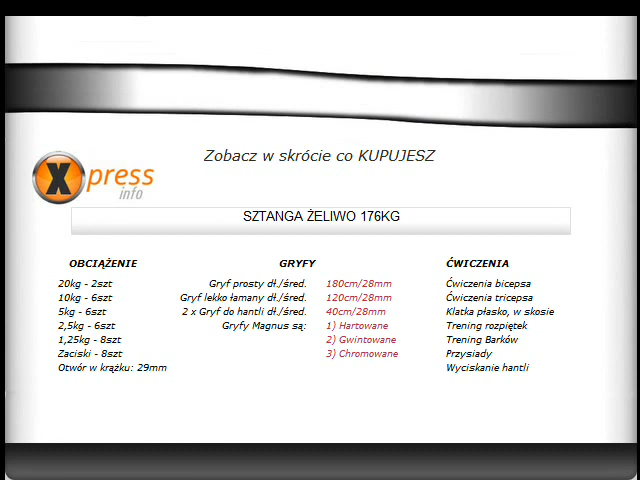 Zobacz w skrócie co KUPUJESZ
X press
info
SZTANGA ŻELIWO 176KG
OBCIĄŻENIE
20kg - 2szt
10kg - 6szt
5kg - 6szt
2,5kg - 6szt
1,25kg - 8szt
Zaciski - 8szt
Otwór w krążku: 29mm
GRYFY
Gryf prosty dł./śred. 180cm/28mm
Gryf lekko łamany dł./śred. 120cm/28mm
2 x Gryf do hantli dł./śred. 40cm/28mm
Gryfy Magnus są: 1) Hartowane
2) Gwintowane
3) Chromowane
ĆWICZENIA
Ćwiczenia bicepsa
Ćwiczenia tricepsa
Klatka płasko, w skosie
Trening rozpiętek
Trening Barków
Przysiady
Wyciskanie hantli